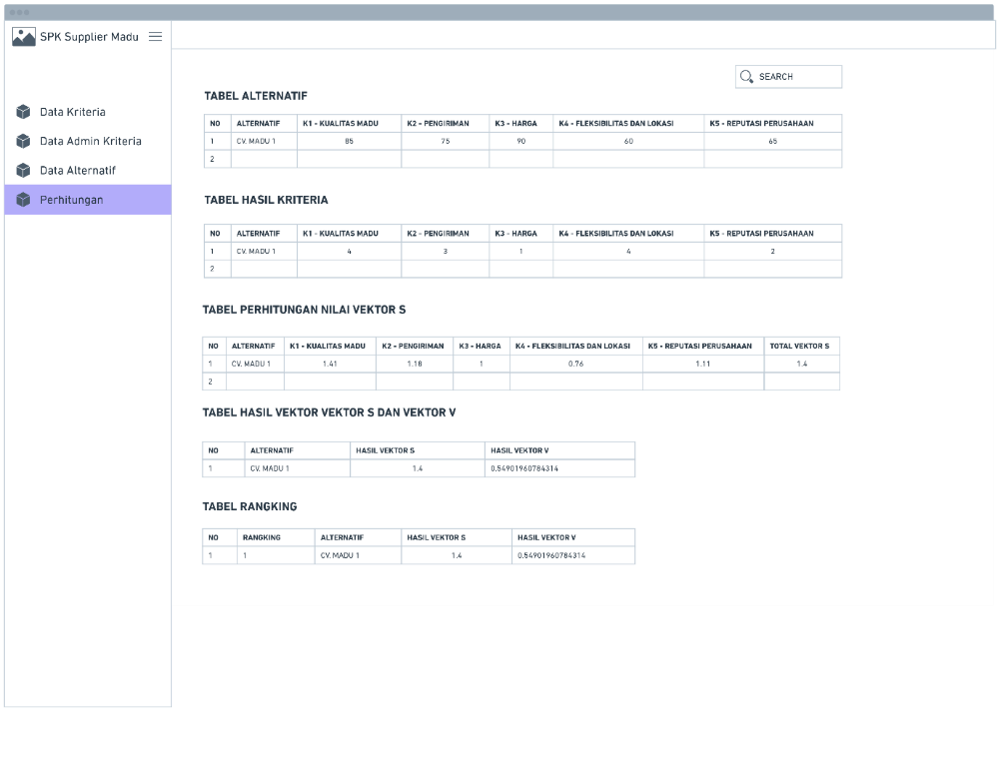 SPK Supplier Madu
SEARCH
Data Kriteria
Data Admin Kriteria
Data Alternatif
Perhitungan
TABEL ALTERNATIF
NO ALTERNATIF K1 - KUALITAS MADU K2 - PENGIRIMAN K3 - HARGA K4 - FLEKSIBILITAS DAN LOKASI K5 - REPUTASI PERUSAHAAN
1 CV. MADU 1 85 75 90 60 65
2
TABEL HASIL KRITERIA
NO ALTERNATIF K1 - KUALITAS MADU K2 - PENGIRIMAN K3 - HARGA K4 - FLEKSIBILITAS DAN LOKASI K5 - REPUTASI PERUSAHAAN
1 CV. MADU 1 4 3 1 4 2
2
TABEL PERHITUNGAN NILAI VEKTOR S
NO ALTERNATIF K1 - KUALITAS MADU K2 - PENGIRIMAN K3 - HARGA K4 - FLEKSIBILITAS DAN LOKASI K5 - REPUTASI PERUSAHAAN TOTAL VEKTOR S
1 CV. MADU 1 1.41 1.18 1 0.76 1.11 1.4
2
TABEL HASIL VEKTOR VEKTOR S DAN VEKTOR V
NO ALTERNATIF HASIL VEKTOR S HASIL VEKTOR V
1 CV. MADU 1 1.4 0.54901960784314
TABEL RANGKING
NO RANGKING ALTERNATIF HASIL VEKTOR S HASIL VEKTOR V
1 1 CV. MADU 1 1.4 0.54901960784314